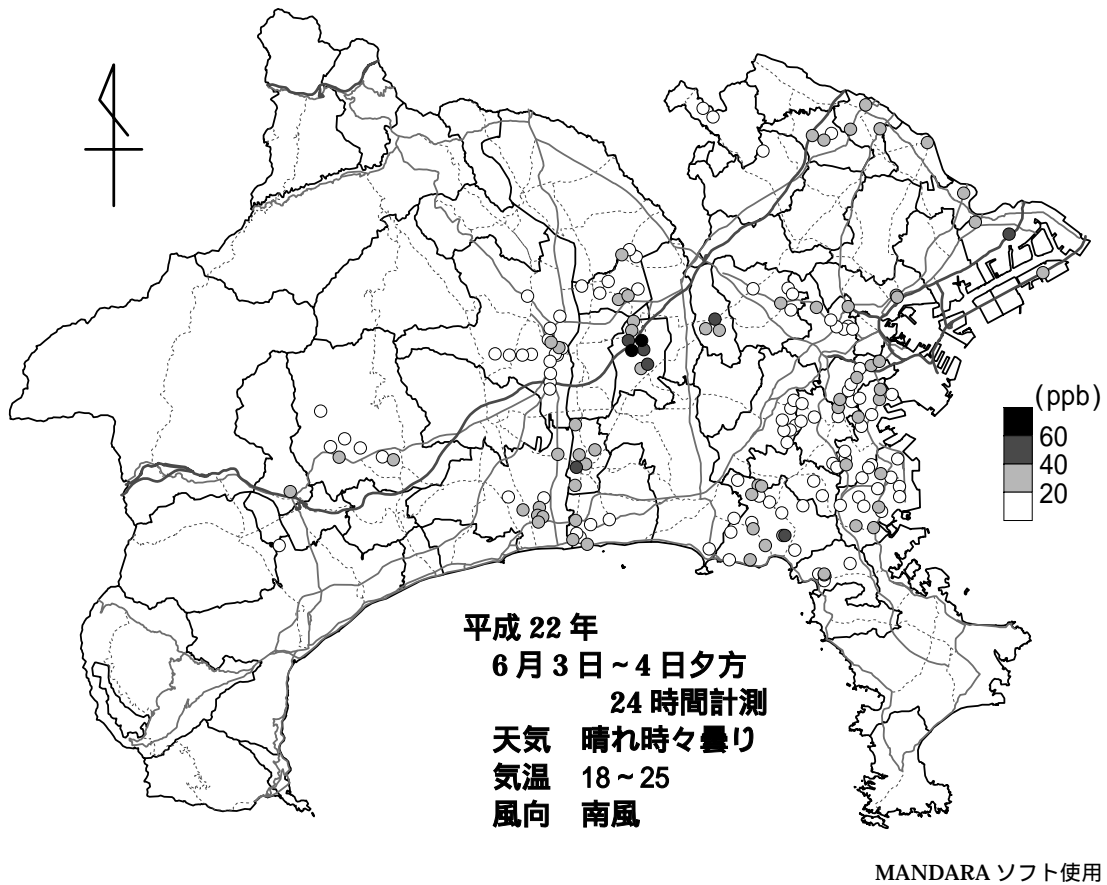 (ppb)
60
40
20
平成 22 年
6 月 3 日 ~ 4 日夕方
24 時間計測
天気 晴れ時々曇り
気温 18 ~ 25
風向 南風
MANDARA ソフト使用